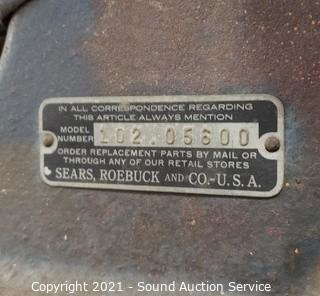 IN ALL CORRESPONDENCE REGARDING
THIS ARTICLE ALWAYS MENTION
MODEL NUMBER 102.05600
ORDER REPLACEMENT PARTS BY MAIL OR
THROUGH ANY OF OUR RETAIL STORES
SEARS, ROEBUCK AND CO.-U.S.A.
Copyright 2021 - Sound Auction Service